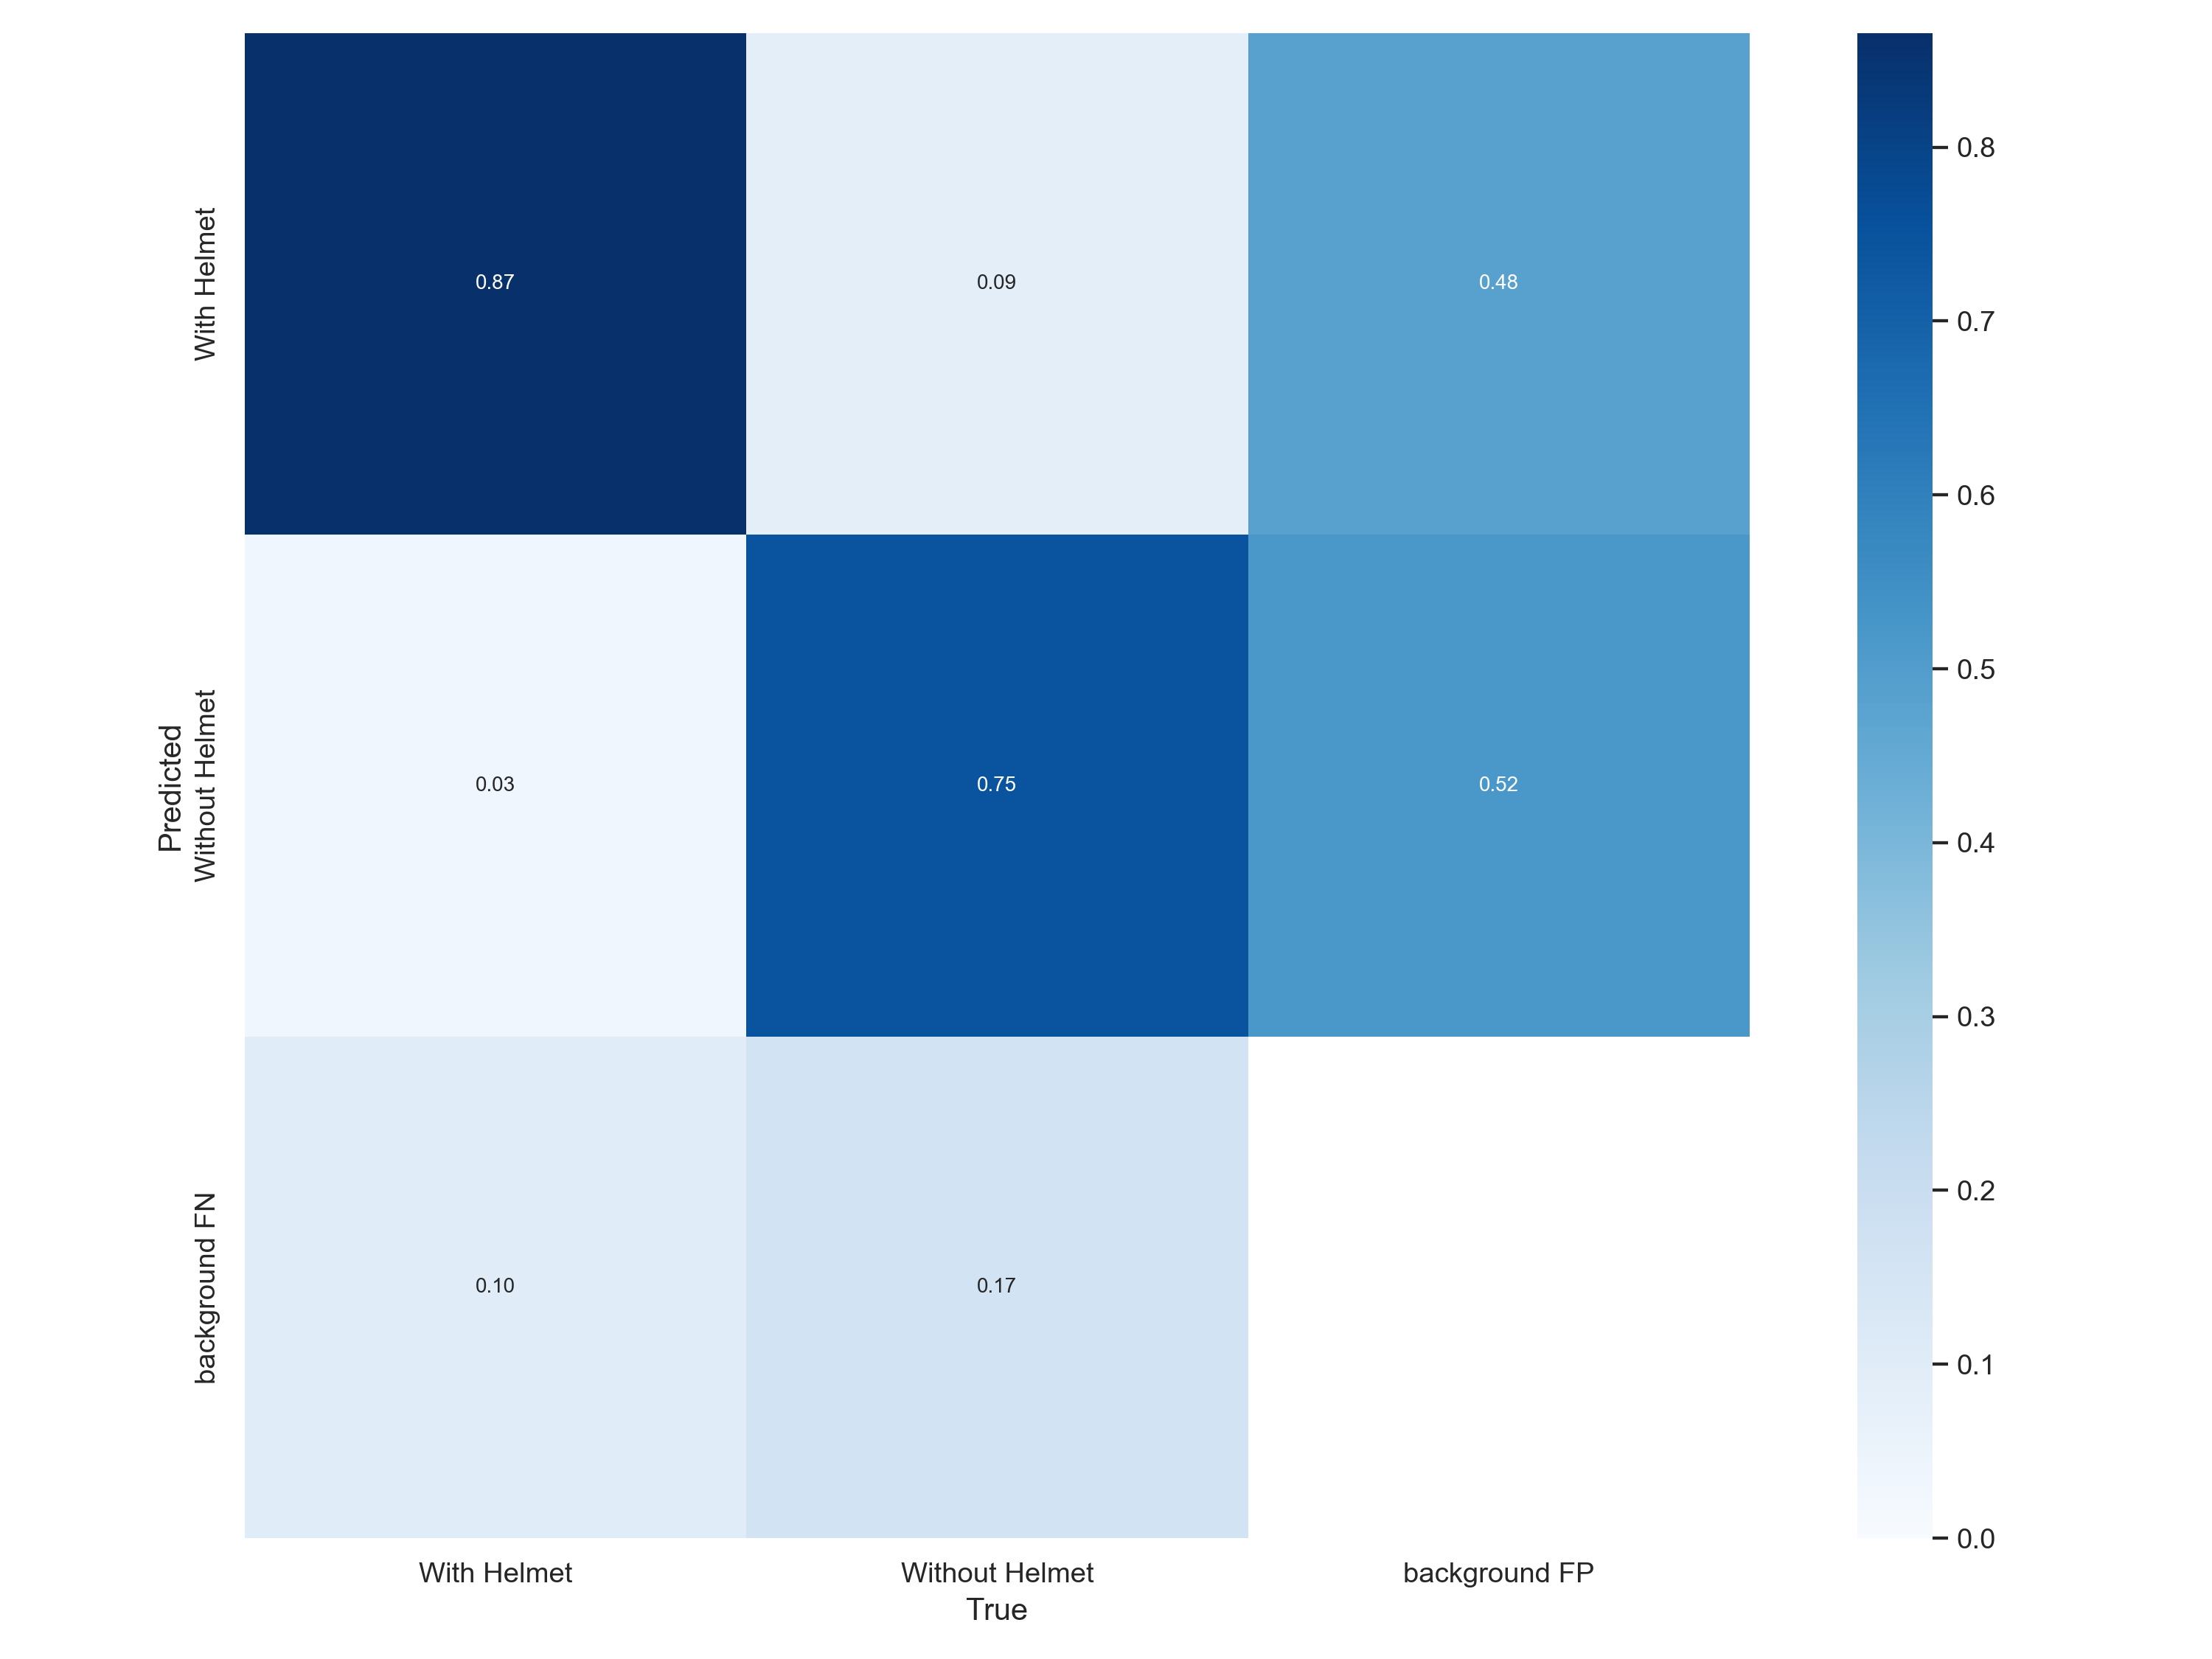 With Helmet
0.87
0.09
0.48
Predicted
Without Helmet
0.03
0.75
0.52
background FN
0.10
0.17
With Helmet
Without Helmet
background FP
True
0.8
0.7
0.6
0.5
0.4
0.3
0.2
0.1
0.0